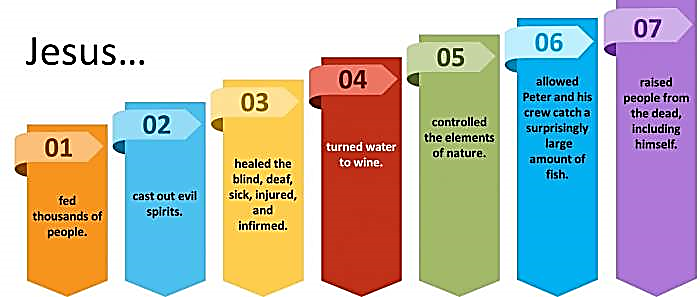 Jesus...
01
fed
thousands of
people.
02
cast out evil
spirits.
03
healed the
blind, deaf,
sick, injured,
and
infirmed.
04
turned water
to wine.
05
controlled
the elements
of nature.
06
allowed
Peter and his
crew catch a
surprisingly
large
amount of
fish.
07
raised
people from
the dead,
including
himself.